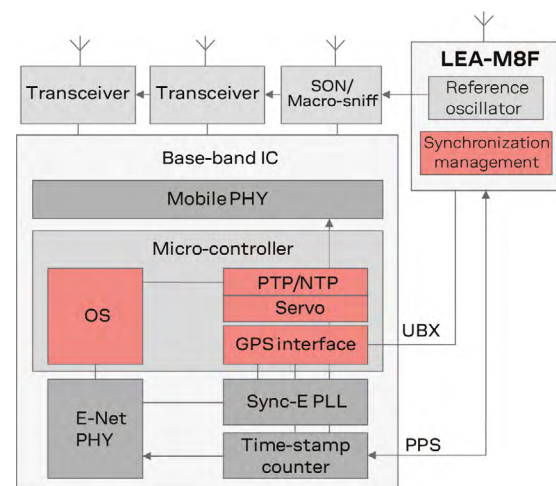 LEA-M8F
Transceiver
Transceiver
SON/
Macro-sniff
Reference
oscillator
Synchronization
management
Base-band IC
Mobile PHY
Micro-controller
OS
PTP/NTP
Servo
GPS interface
UBX
E-Net
PHY
Sync-E PLL
Time-stamp
counter
PPS